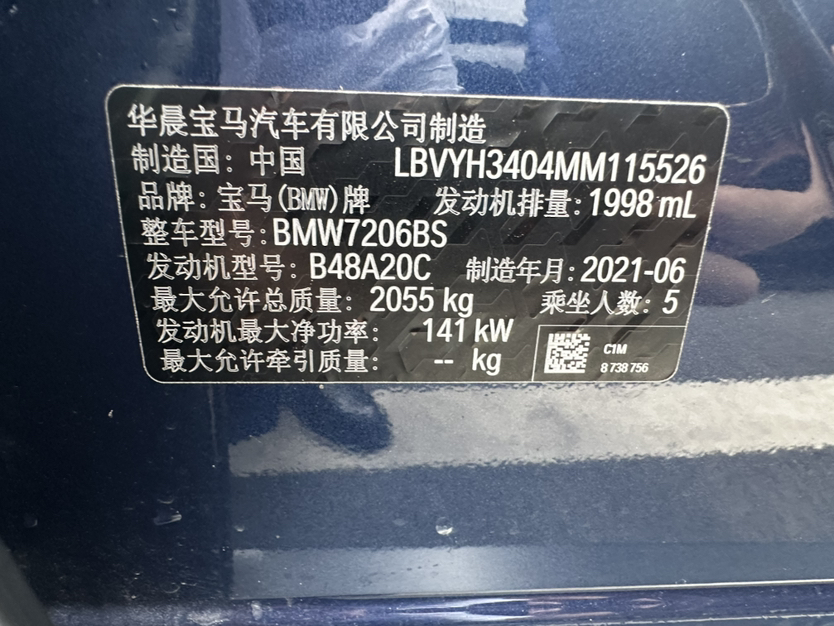 华晨宝马汽车有限公司制造
制造国: 中国 LBVYH3404MM115526
品牌: 宝马(BMW)牌 发动机排量:1998 mL
整车型号:BMW7206BS
发动机型号: B48A20C 制造年月:2021-06
最大允许总质量: 2055 kg 乘坐人数: 5
发动机最大净功率: 141 kW
最大允许牵引质量: -- kg
C1M
8 738 756